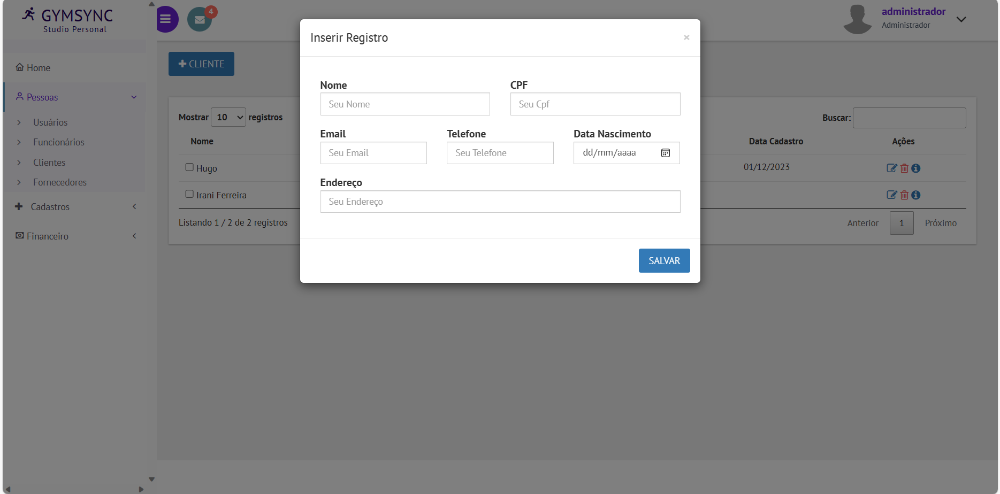 GYMSYNC
Studio Personal
4
administrador
Administrador
Home
Pessoas
Usuários
Funcionários
Clientes
Fornecedores
Cadastros
Financeiro
CLIENTE
Mostrar 10 registros
Buscar:
Nome
Data Cadastro
Ações
Hugo
01/12/2023
Irani Ferreira
Listando 1 / 2 de 2 registros
Anterior 1 Próximo
Inserir Registro
×
Nome
CPF
Seu Nome
Seu Cpf
Email
Telefone
Data Nascimento
Seu Email
Seu Telefone
dd/mm/aaaa
Endereço
Seu Endereço
SALVAR